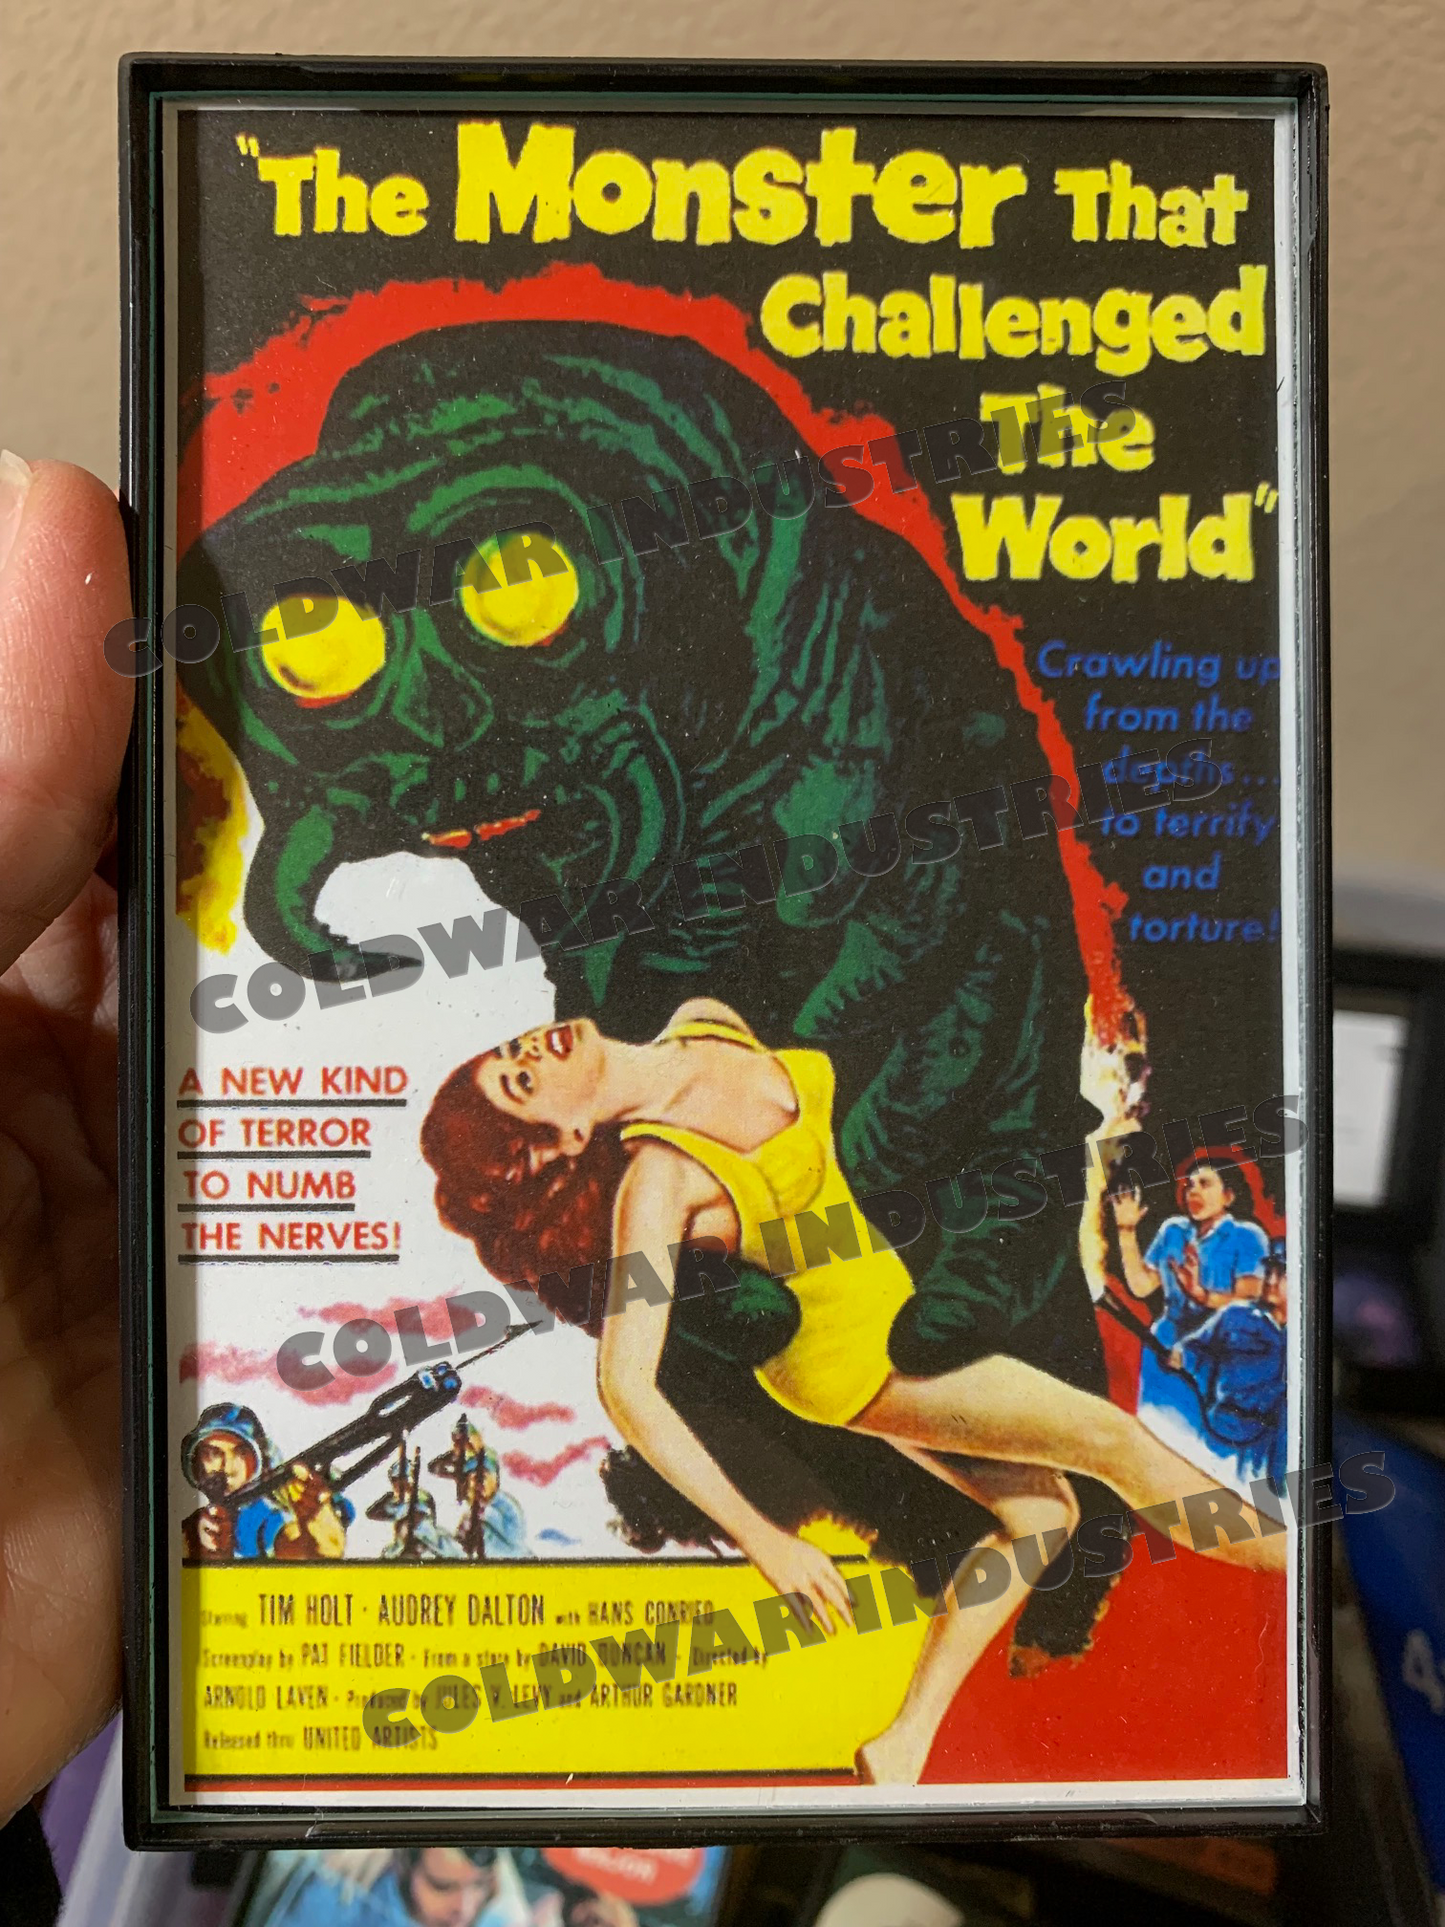 "The Monster That
Challenged
The
World"
Crawling up
from the
depths...
to terrify
and
torture!
A NEW KIND
OF TERROR
TO NUMB
THE NERVES!
Starring TIM HOLT · AUDREY DALTON with HANS CONRIED
Screenplay by PAT FIELDER · From a story by DAVID DUNCAN · Directed by
ARNOLD LAVEN · Produced by JULES V. LEVY and ARTHUR GARDNER
Released thru UNITED ARTISTS
COLDWAR INDUSTRIES
COLDWAR INDUSTRIES
COLDWAR INDUSTRIES
COLDWAR INDUSTRIES